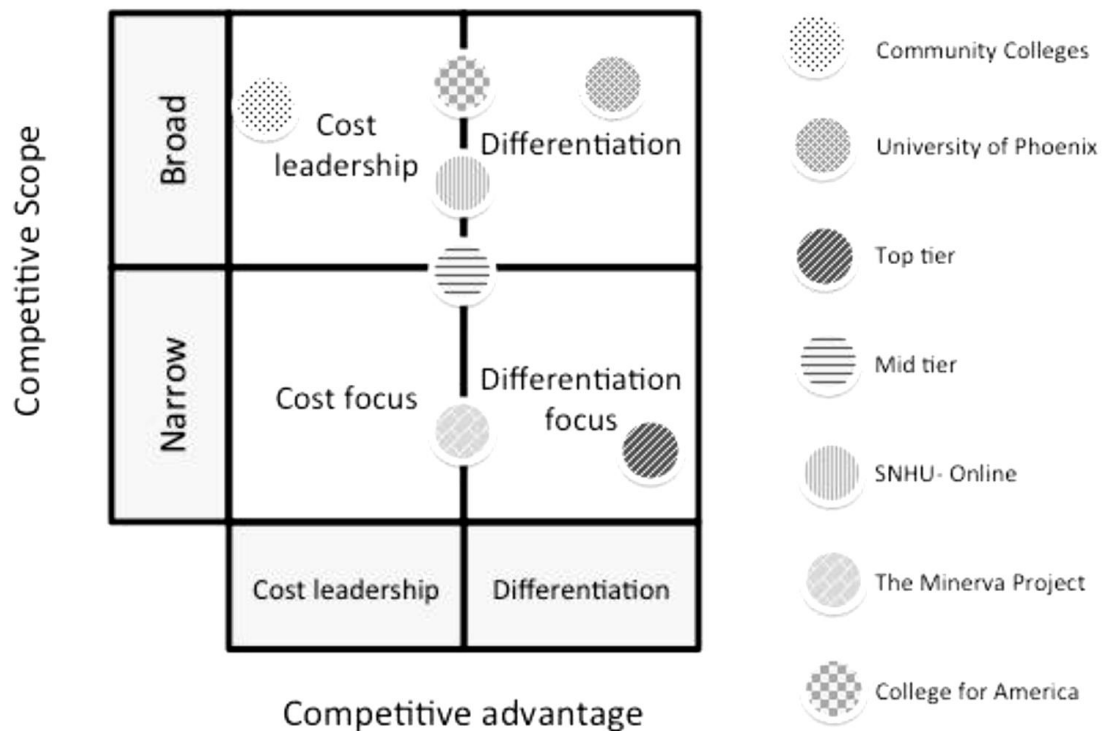 Competitive Scope
Broad
Narrow
Cost
leadership
Differentiation
Cost focus
Differentiation
focus
Cost leadership
Differentiation
Competitive advantage
Community Colleges
University of Phoenix
Top tier
Mid tier
SNHU- Online
The Minerva Project
College for America